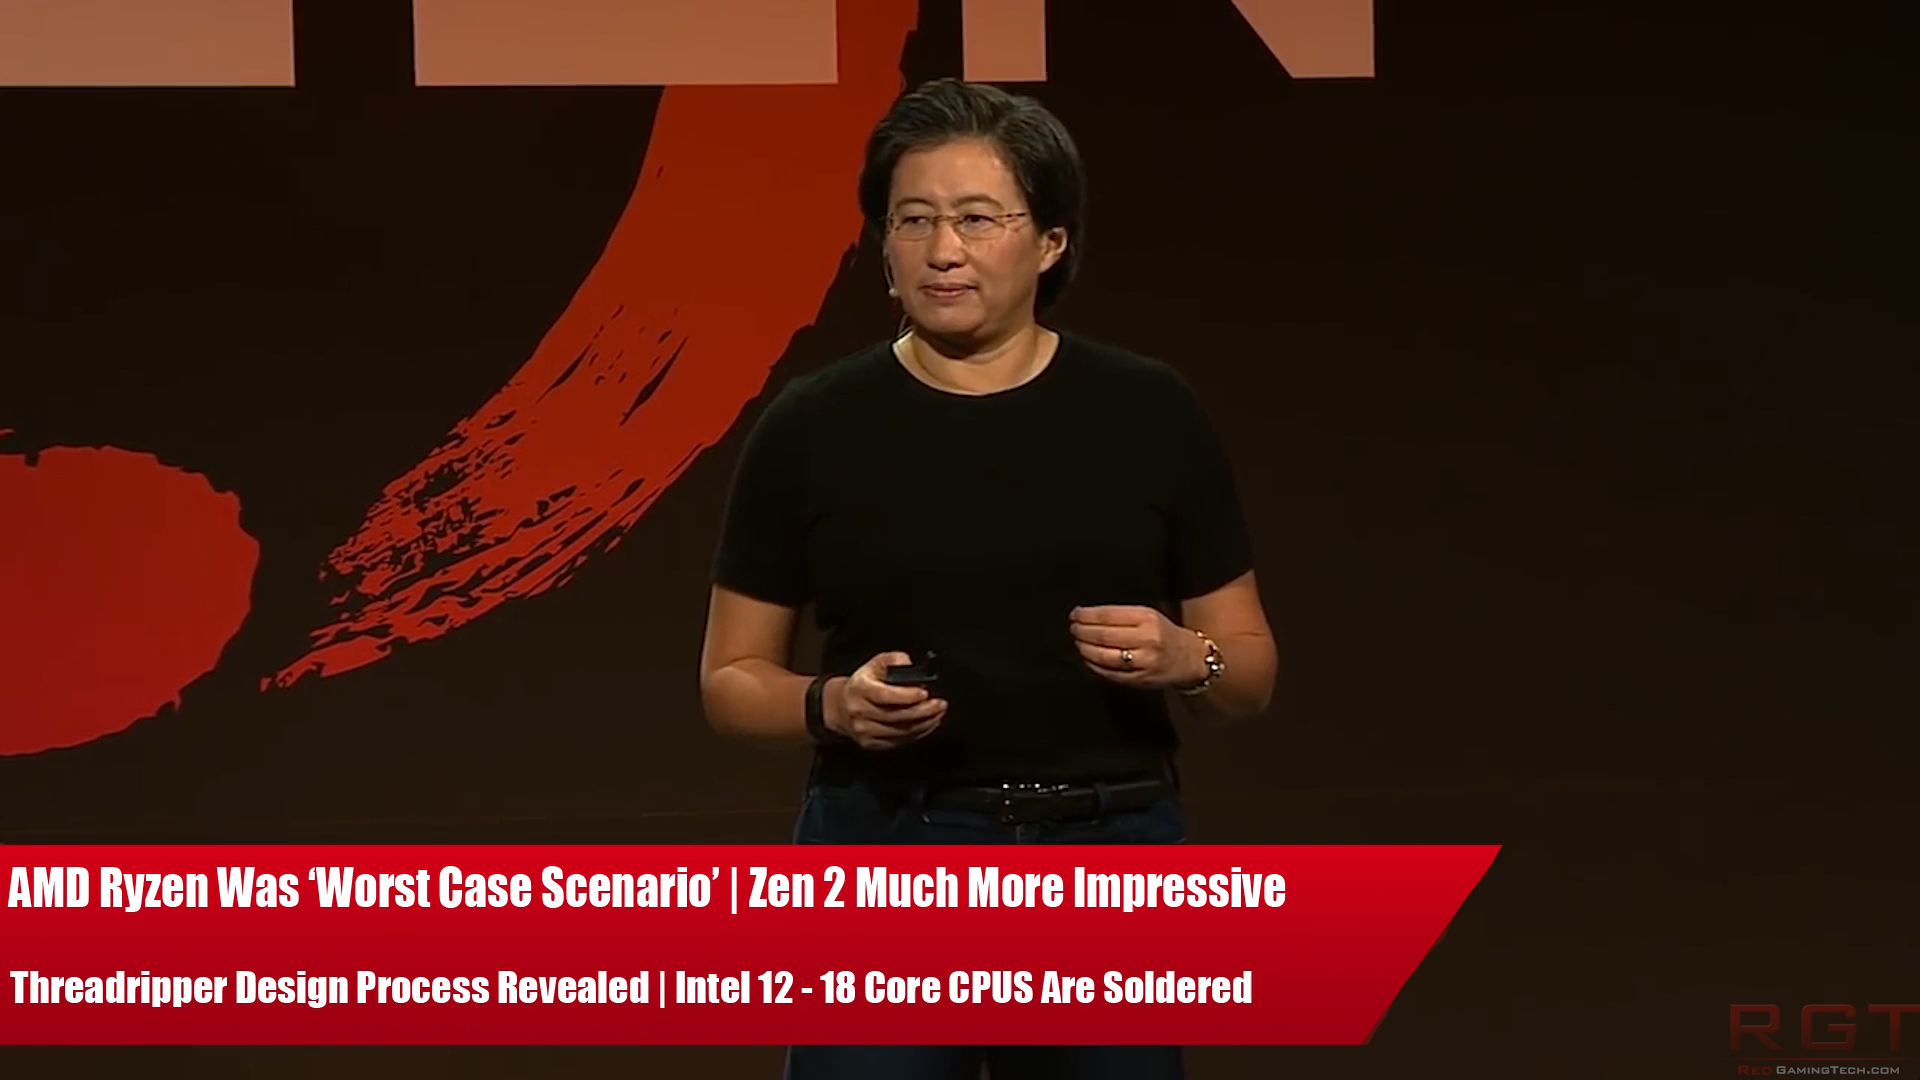 ZEN
AMD Ryzen Was ‘Worst Case Scenario’ | Zen 2 Much More Impressive
Threadripper Design Process Revealed | Intel 12 - 18 Core CPUS Are Soldered
RGT
RedGamingTech.com